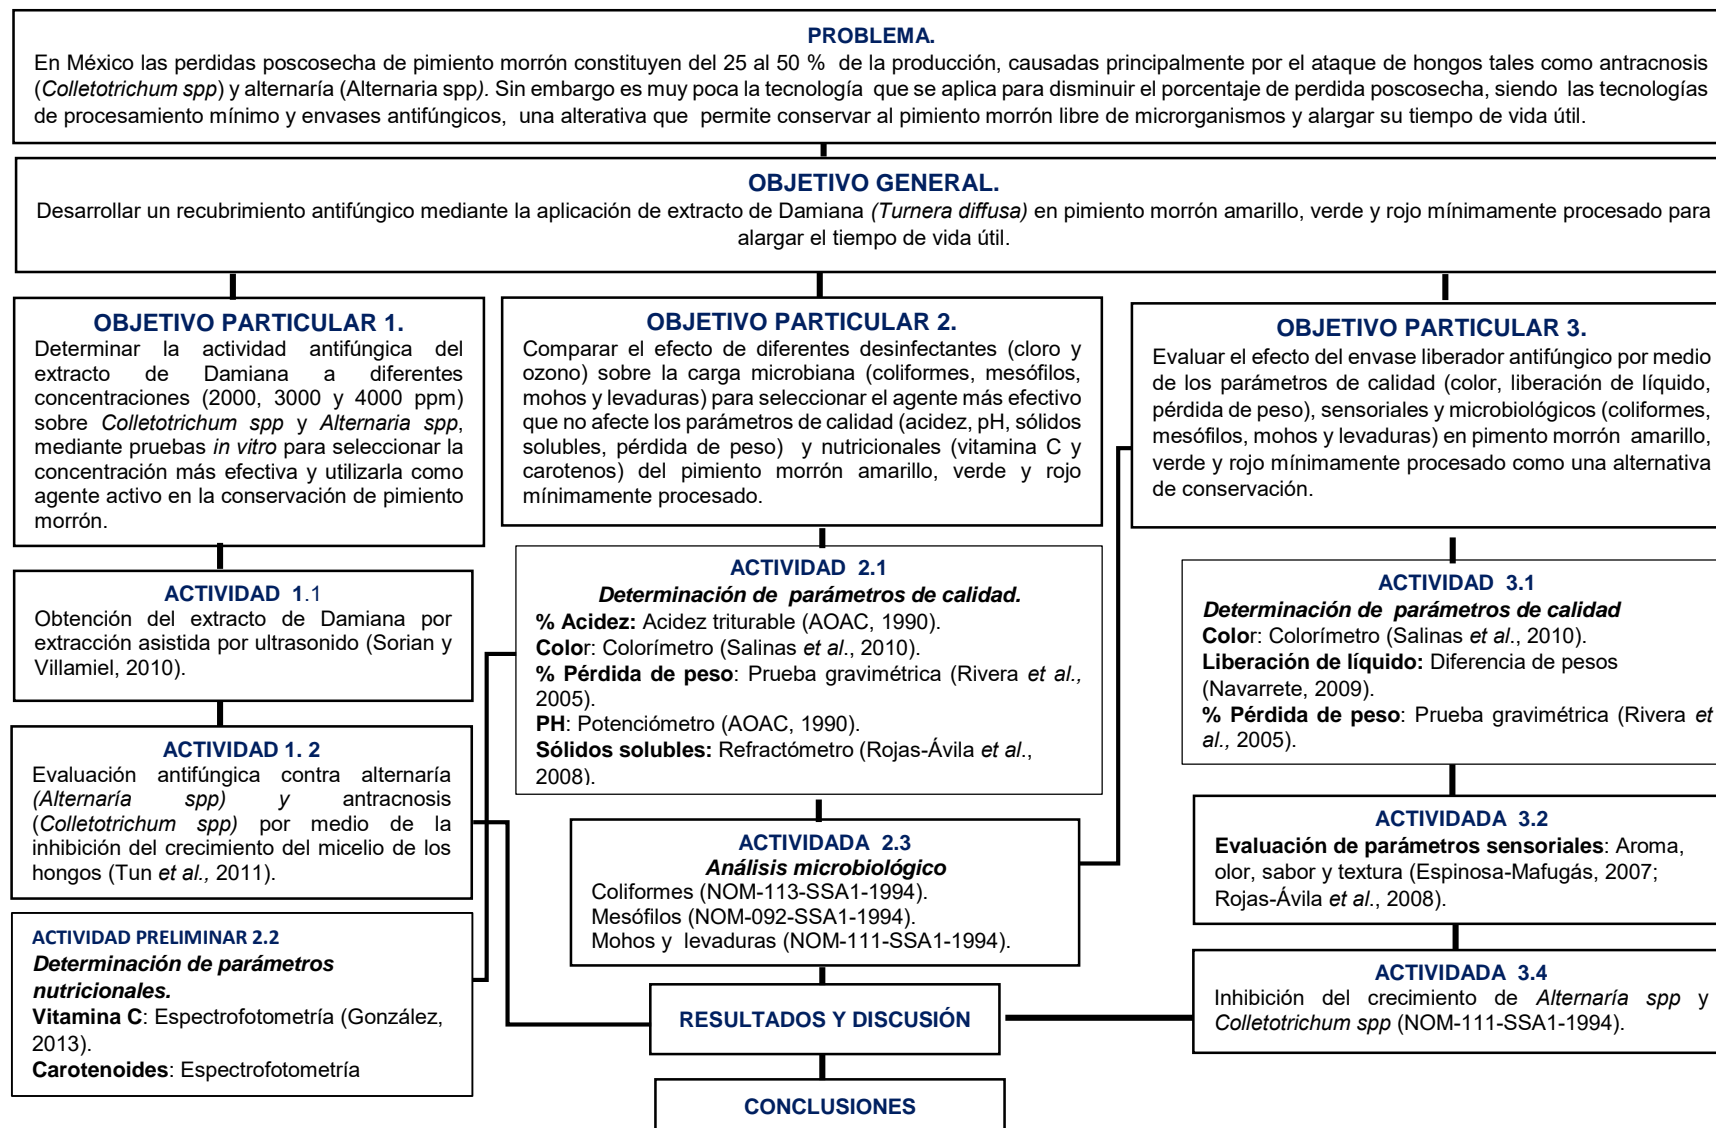 PROBLEMA.
En México las perdidas poscosecha de pimiento morrón constituyen del 25 al 50 % de la producción, causadas principalmente por el ataque de hongos tales como antracnosis
(Colletotrichum spp) y alternaría (Alternaria spp). Sin embargo es muy poca la tecnología que se aplica para disminuir el porcentaje de perdida poscosecha, siendo las tecnologías
de procesamiento mínimo y envases antifúngicos, una alterativa que permite conservar al pimiento morrón libre de microrganismos y alargar su tiempo de vida útil.
OBJETIVO GENERAL.
Desarrollar un recubrimiento antifúngico mediante la aplicación de extracto de Damiana (Turnera diffusa) en pimiento morrón amarillo, verde y rojo mínimamente procesado para
alargar el tiempo de vida útil.
OBJETIVO PARTICULAR 1.
Determinar la actividad antifúngica del
extracto de Damiana a diferentes
concentraciones (2000, 3000 y 4000 ppm)
sobre Colletotrichum spp y Alternaria spp,
mediante pruebas in vitro para seleccionar la
concentración más efectiva y utilizarla como
agente activo en la conservación de pimiento
morrón.
OBJETIVO PARTICULAR 2.
Comparar el efecto de diferentes desinfectantes (cloro y
ozono) sobre la carga microbiana (coliformes, mesófilos,
mohos y levaduras) para seleccionar el agente más efectivo
que no afecte los parámetros de calidad (acidez, pH, sólidos
solubles, pérdida de peso) y nutricionales (vitamina C y
carotenos) del pimiento morrón amarillo, verde y rojo
mínimamente procesado.
OBJETIVO PARTICULAR 3.
Evaluar el efecto del envase liberador antifúngico por medio
de los parámetros de calidad (color, liberación de líquido,
pérdida de peso), sensoriales y microbiológicos (coliformes,
mesófilos, mohos y levaduras) en pimento morrón amarillo,
verde y rojo mínimamente procesado como una alternativa
de conservación.
ACTIVIDAD 1.1
Obtención del extracto de Damiana por
extracción asistida por ultrasonido (Sorian y
Villamiel, 2010).
ACTIVIDAD 1. 2
Evaluación antifúngica contra alternaría
(Alternaría spp) y antracnosis
(Colletotrichum spp) por medio de la
inhibición del crecimiento del micelio de los
hongos (Tun et al., 2011).
ACTIVIDAD PRELIMINAR 2.2
Determinación de parámetros
nutricionales.
Vitamina C: Espectrofotometría (González,
2013).
Carotenoides: Espectrofotometría
ACTIVIDAD 2.1
Determinación de parámetros de calidad.
% Acidez: Acidez triturable (AOAC, 1990).
Color: Colorímetro (Salinas et al., 2010).
% Pérdida de peso: Prueba gravimétrica (Rivera et al.,
2005).
PH: Potenciómetro (AOAC, 1990).
Sólidos solubles: Refractómetro (Rojas-Ávila et al.,
2008).
ACTIVIDADA 2.3
Análisis microbiológico
Coliformes (NOM-113-SSA1-1994).
Mesófilos (NOM-092-SSA1-1994).
Mohos y levaduras (NOM-111-SSA1-1994).
ACTIVIDAD 3.1
Determinación de parámetros de calidad
Color: Colorímetro (Salinas et al., 2010).
Liberación de líquido: Diferencia de pesos
(Navarrete, 2009).
% Pérdida de peso: Prueba gravimétrica (Rivera et
al., 2005).
ACTIVIDADA 3.2
Evaluación de parámetros sensoriales: Aroma,
olor, sabor y textura (Espinosa-Mafugás, 2007;
Rojas-Ávila et al., 2008).
ACTIVIDADA 3.4
Inhibición del crecimiento de Alternaría spp y
Colletotrichum spp (NOM-111-SSA1-1994).
RESULTADOS Y DISCUSIÓN
CONCLUSIONES